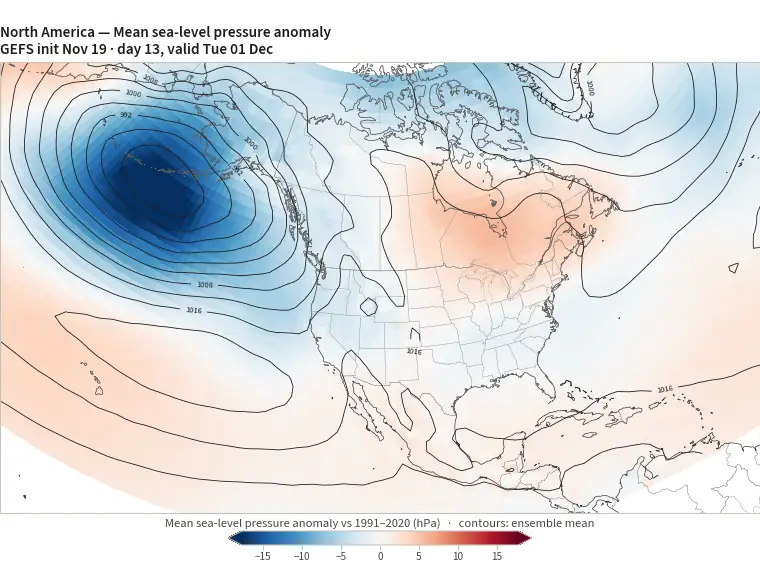 North America — Mean sea-level pressure anomaly
GEFS init Nov 19 · day 13, valid Tue 01 Dec
1008
1000
992
1000
1000
1008
1016
1016
1016
Mean sea-level pressure anomaly vs 1991–2020 (hPa) · contours: ensemble mean
−15 −10 −5 0 5 10 15